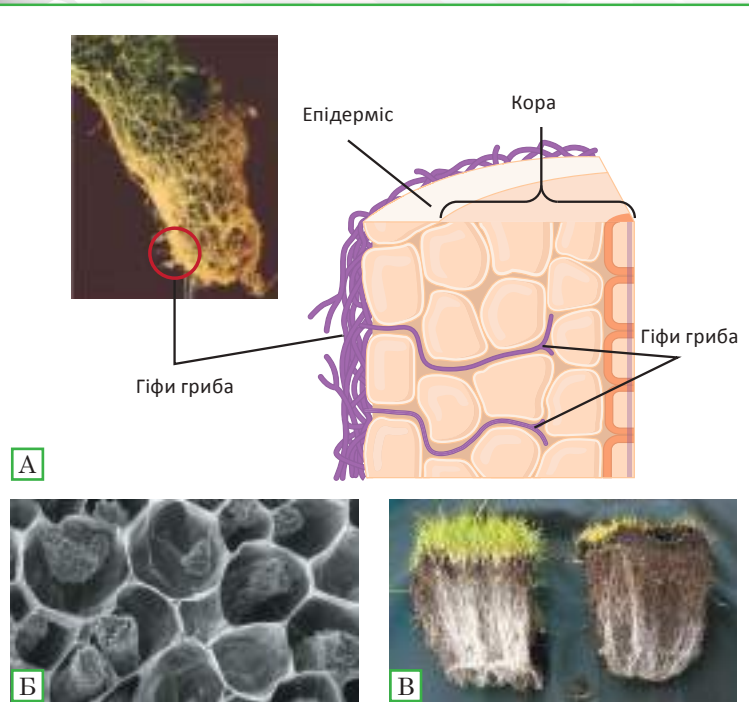 Кора
Епідерміс
Гіфи гриба
Гіфи гриба
А
Б
В